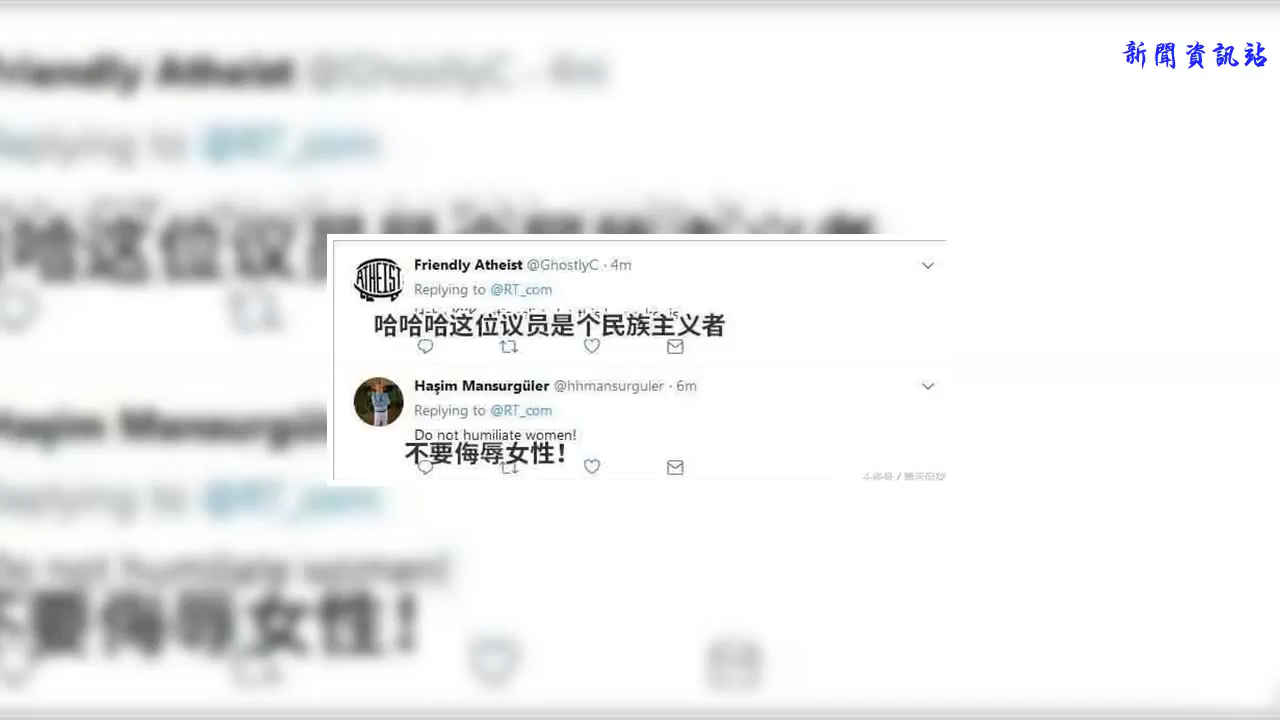 新聞資訊站
Friendly Atheist @GhostlyC · 4m
Replying to @RT_com
哈哈哈这位议员是个民族主义者
Haşim Mansurgüler @hhmansurguler · 6m
Replying to @RT_com
Do not humiliate women!
不要侮辱女性！
ATHEIST